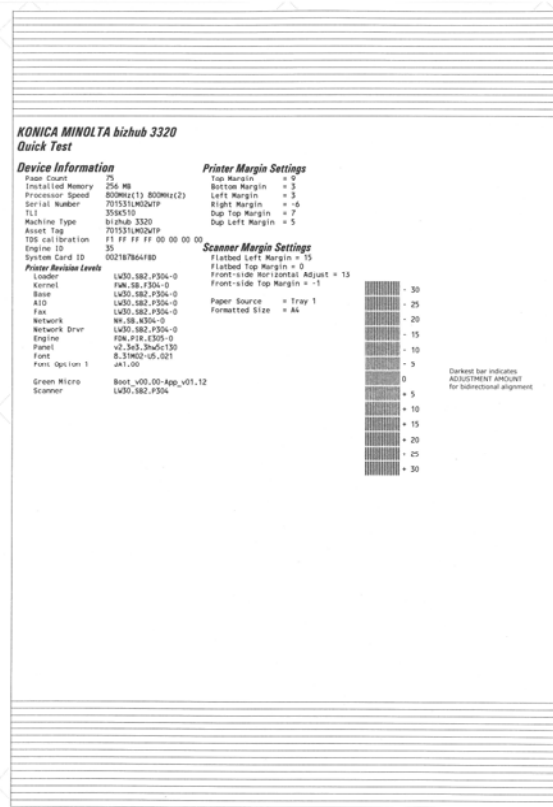 KONICA MINOLTA bizhub 3320
Quick Test
Device Information
Page Count 75
Installed Memory 256 MB
Processor Speed 800MHz(1) 800MHz(2)
Serial Number 701531LM02WTP
TLI 35SK510
Machine Type bizhub 3320
Asset Tag 701531LM02WTP
TDS calibration F1 FF FF FF 00 00 00 00
Engine ID 35
System Card ID 0021B7B64FBD
Printer Revision Levels
Loader LW30.SB2.P304-0
Kernel FWN.SB.F304-0
Base LW30.SB2.P304-0
AIO LW30.SB2.P304-0
Fax LW30.SB2.P304-0
Network NH.SB.N304-0
Network Drvr LW30.SB2.P304-0
Engine FDN.PIR.E305-0
Panel v2.3e3.3hw5c130
Font 8.31M02-U5.021
Font Option 1
Green Micro Boot_v00.00-App_v01.12
Scanner LW30.SB2.P304
Printer Margin Settings
Top Margin = 9
Bottom Margin = 3
Left Margin = 3
Right Margin = -6
Dup Top Margin = 7
Dup Left Margin = 5
Scanner Margin Settings
Flatbed Left Margin = 15
Flatbed Top Margin = 0
Front-side Horizontal Adjust = 13
Front-side Top Margin = -1
Paper Source = Tray 1
Formatted Size = A4
- 30
- 25
- 20
- 15
- 10
- 5
0
+ 5
+ 10
+ 15
+ 20
- 25
+ 30
Darkest bar indicates
ADJUSTMENT AMOUNT
for bidirectional alignment